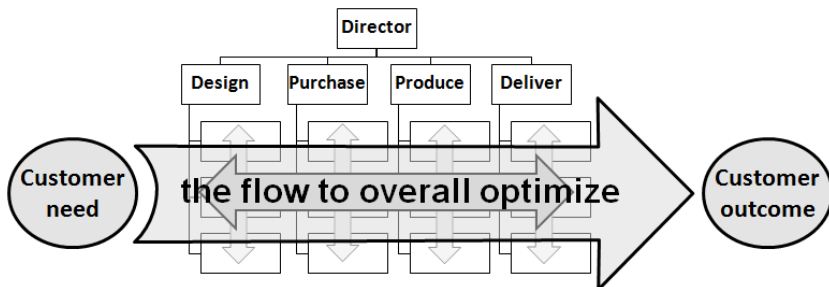 Director
Design
Purchase
Produce
Deliver
Customer
need
the flow to overall optimize
Customer
outcome